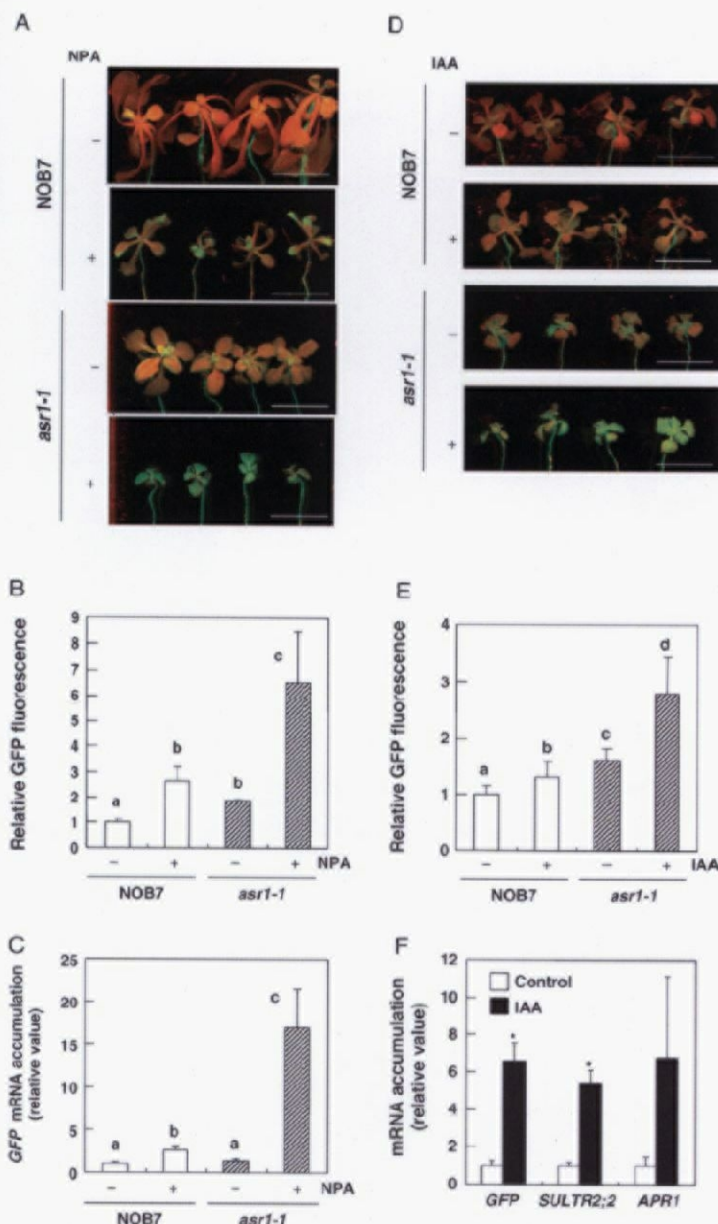 A
NPA
NOB7
−
+
asr1-1
−
+
D
IAA
NOB7
−
+
asr1-1
−
+
B
Relative GFP fluorescence
9
8
7
6
5
4
3
2
1
0
a
b
b
c
− + − + NPA
NOB7 asr1-1
E
Relative GFP fluorescence
4
3
2
1
0
a
b
c
d
− + − + IAA
NOB7 asr1-1
C
GFP mRNA accumulation
(relative value)
25
20
15
10
5
0
a
b
a
c
− + − + NPA
NOB7 asr1-1
F
mRNA accumulation
(relative value)
12
10
8
6
4
2
0
Control
IAA
*
*
GFP SULTR2;2 APR1